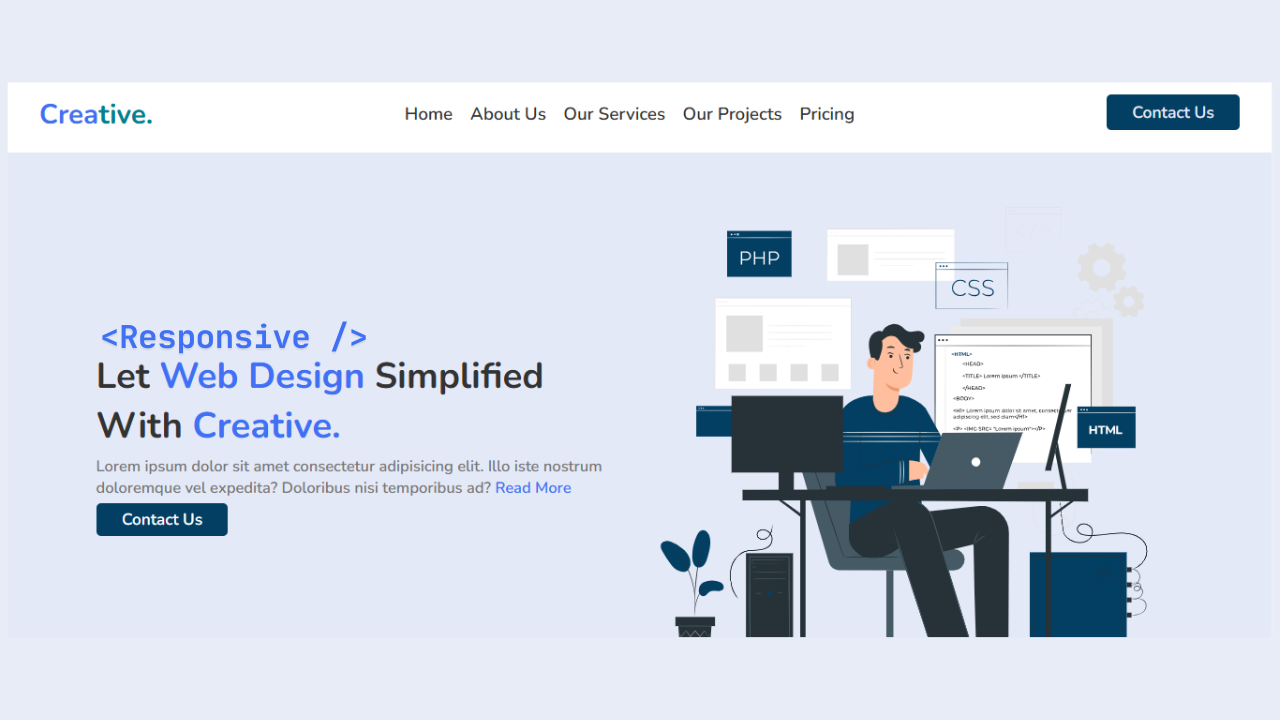 Creative.
Home About Us Our Services Our Projects Pricing
Contact Us
PHP
CSS
<Responsive />
Let Web Design Simplified
With Creative.
Lorem ipsum dolor sit amet consectetur adipisicing elit. Illo iste nostrum
doloremque vel expedita? Doloribus nisi temporibus ad? Read More
Contact Us
<HTML>
<HEAD>
<TITLE> Lorem ipsum </TITLE>
</HEAD>
<BODY>
<H1> Lorem ipsum dolor sit amet, consectetuer
adipiscing elit, sed diam</H1>
<P> <IMG SRC= "Lorem ipsum"></P>
HTML